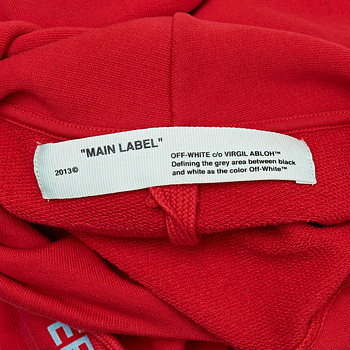 "MAIN LABEL"
2013©
OFF-WHITE c/o VIRGIL ABLOH™
Defining the grey area between black
and white as the color Off-White™